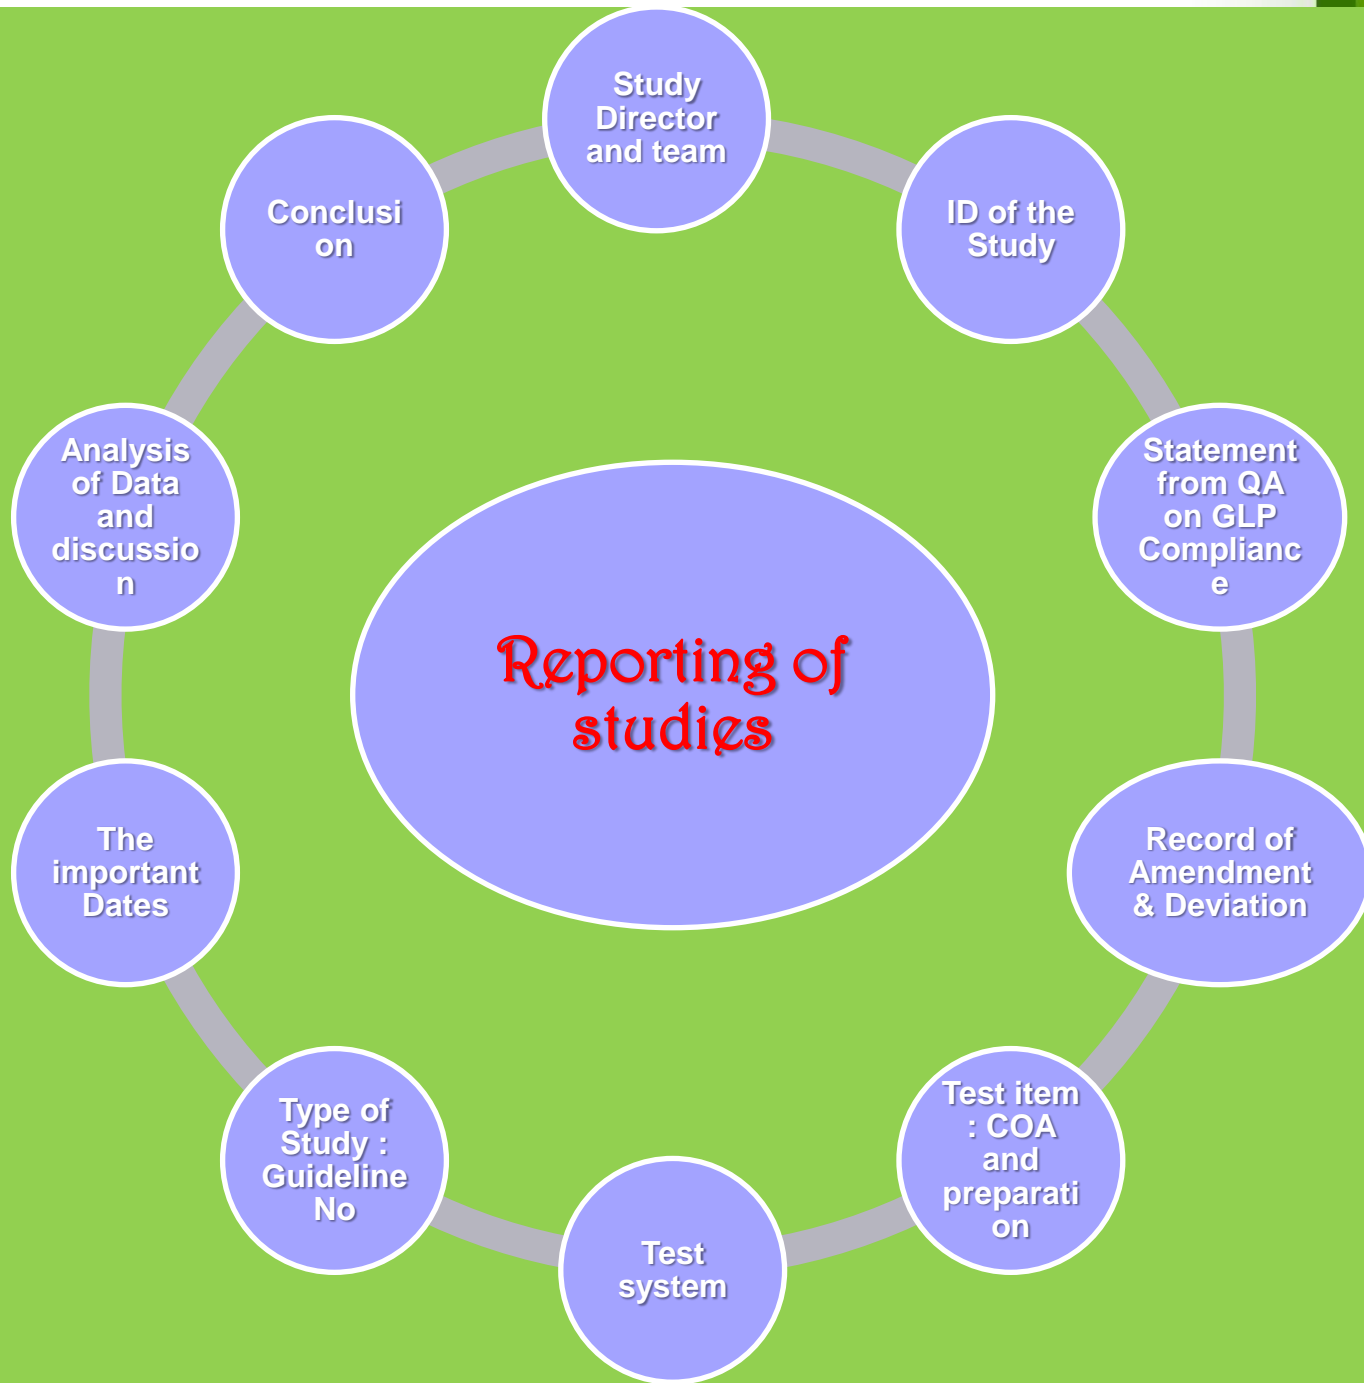 Study
Director
and team
ID of the
Study
Statement
from QA
on GLP
Complianc
e
Record of
Amendment
& Deviation
Test item
: COA
and
preparati
on
Test
system
Type of
Study :
Guideline
No
The
important
Dates
Analysis
of Data
and
discussio
n
Conclusi
on
Reporting of
studies